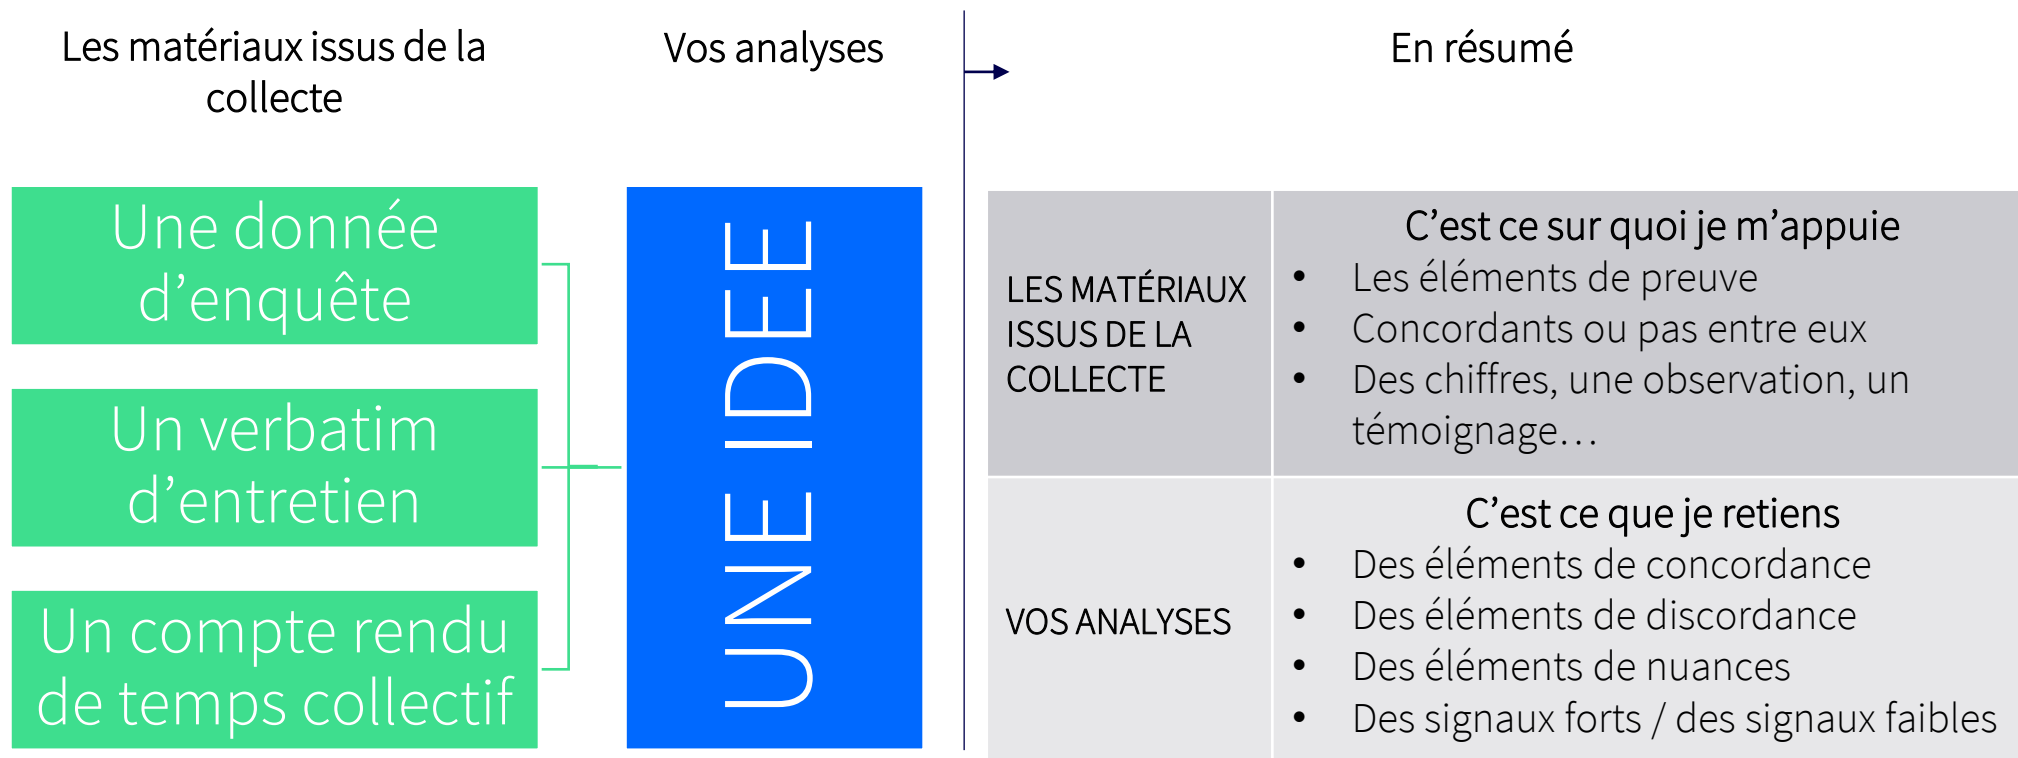 Les matériaux issus de la
collecte
Vos analyses
En résumé
Une donnée
d’enquête
Un verbatim
d’entretien
Un compte rendu
de temps collectif
UNE IDEE
LES MATÉRIAUX
ISSUS DE LA
COLLECTE
C’est ce sur quoi je m’appuie
• Les éléments de preuve
• Concordants ou pas entre eux
• Des chiffres, une observation, un
témoignage…
VOS ANALYSES
C’est ce que je retiens
• Des éléments de concordance
• Des éléments de discordance
• Des éléments de nuances
• Des signaux forts / des signaux faibles